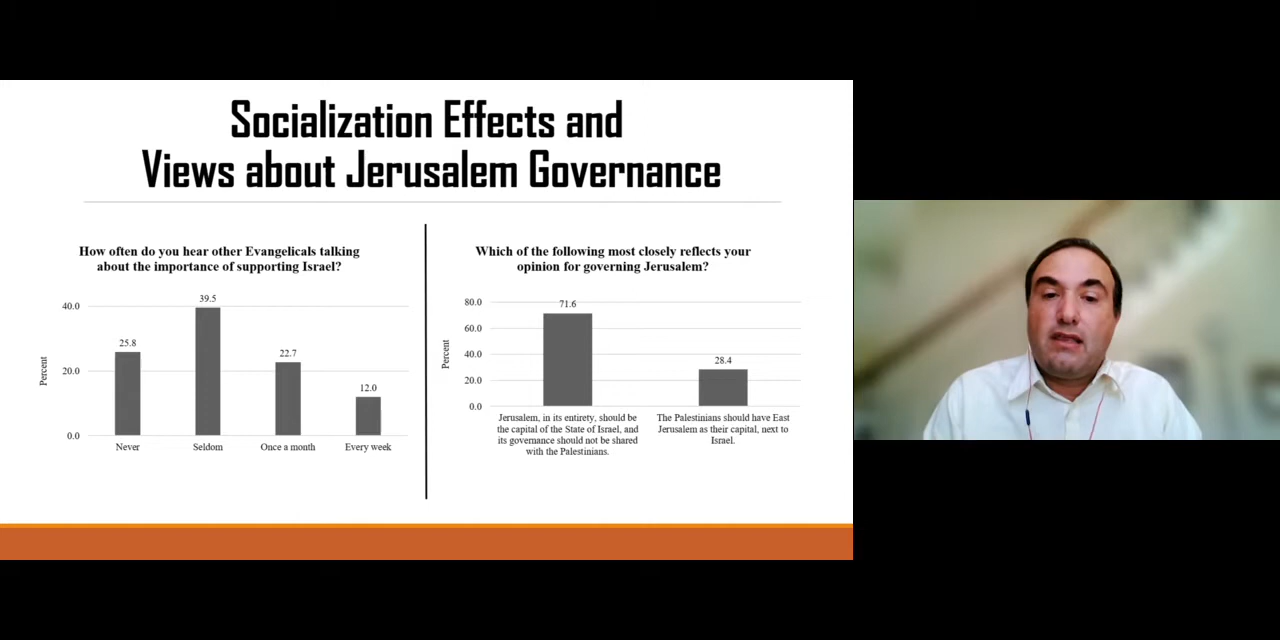 Socialization Effects and
Views about Jerusalem Governance
How often do you hear other Evangelicals talking
about the importance of supporting Israel?
40.0
20.0
0.0
Percent
25.8
39.5
22.7
12.0
Never
Seldom
Once a month
Every week
Which of the following most closely reflects your
opinion for governing Jerusalem?
80.0
60.0
40.0
20.0
0.0
Percent
71.6
28.4
Jerusalem, in its entirety, should be
the capital of the State of Israel, and
its governance should not be shared
with the Palestinians.
The Palestinians should have East
Jerusalem as their capital, next to
Israel.